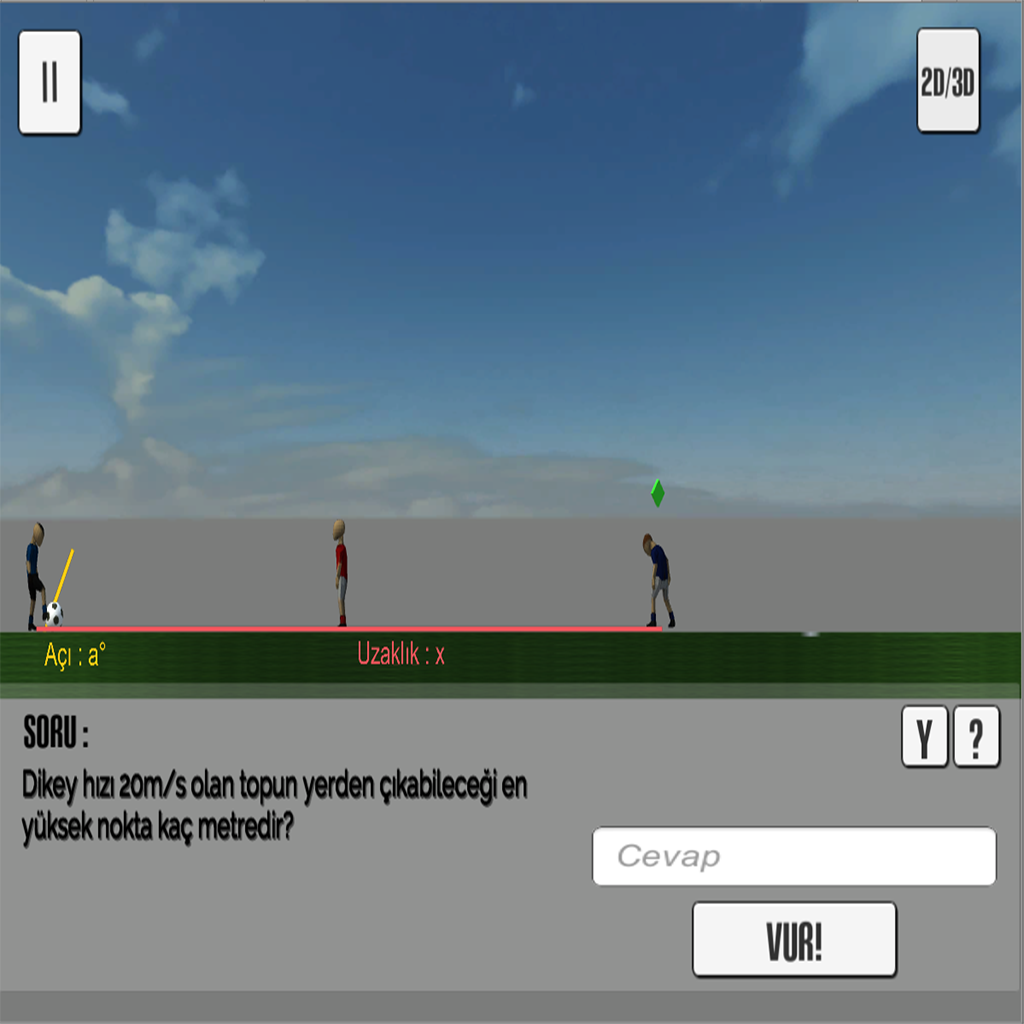 II
2D/3D
Açı : a°
Uzaklık : x
SORU :
Y
?
Dikey hızı 20m/s olan topun yerden çıkabileceği en
yüksek nokta kaç metredir?
Cevap
VUR!